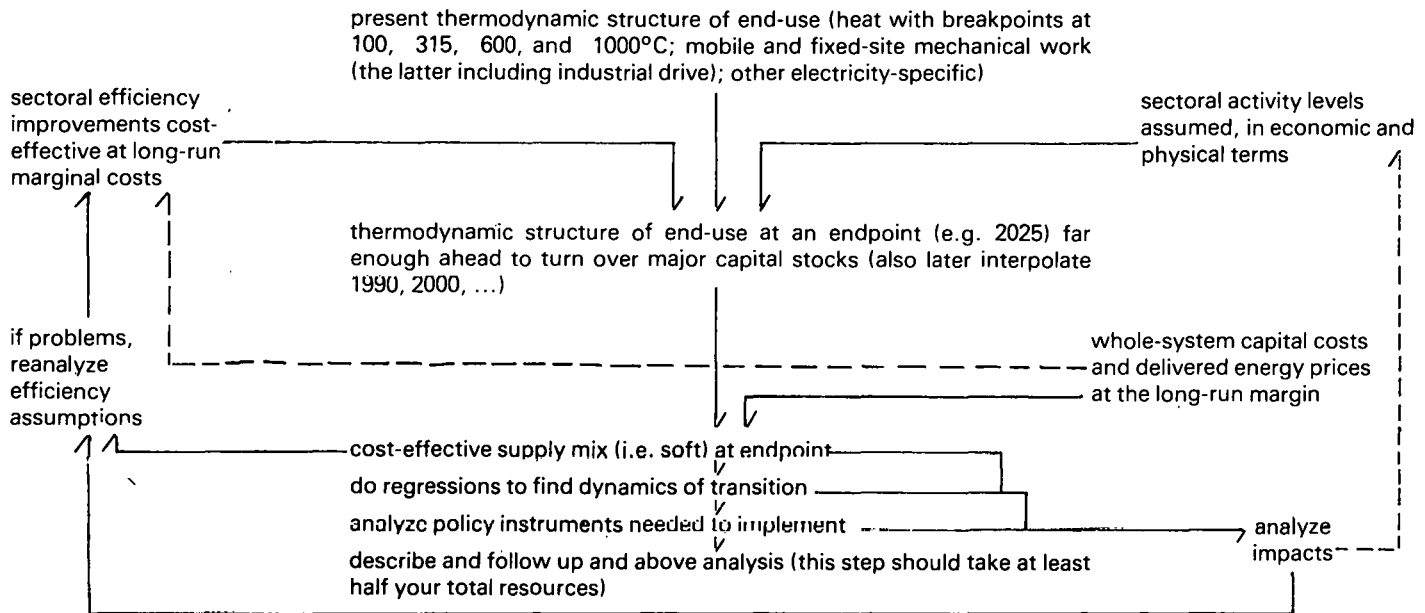 present thermodynamic structure of end-use (heat with breakpoints at
100, 315, 600, and 1000°C; mobile and fixed-site mechanical work
(the latter including industrial drive); other electricity-specific)
sectoral efficiency
improvements cost-
effective at long-run
marginal costs
sectoral activity levels
assumed, in economic and
physical terms
thermodynamic structure of end-use at an endpoint (e.g. 2025) far
enough ahead to turn over major capital stocks (also later interpolate
1990, 2000, ...)
if problems,
reanalyze
efficiency
assumptions
whole-system capital costs
and delivered energy prices
at the long-run margin
cost-effective supply mix (i.e. soft) at endpoint
do regressions to find dynamics of transition
analyze policy instruments needed to implement
describe and follow up and above analysis (this step should take at least
half your total resources)
analyze
impacts